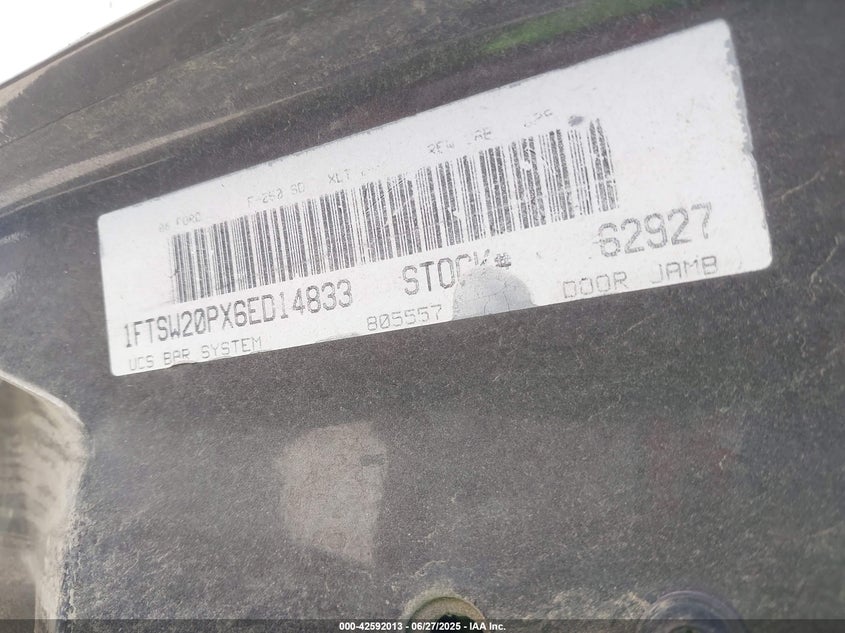 06 FORD F-250 SD XLT
1FTSW20PX6ED14833 STOCK# 62927
UCS BAR SYSTEM 805557 DOOR JAMB
000-42592013 - 06/27/2025 - IAA Inc.